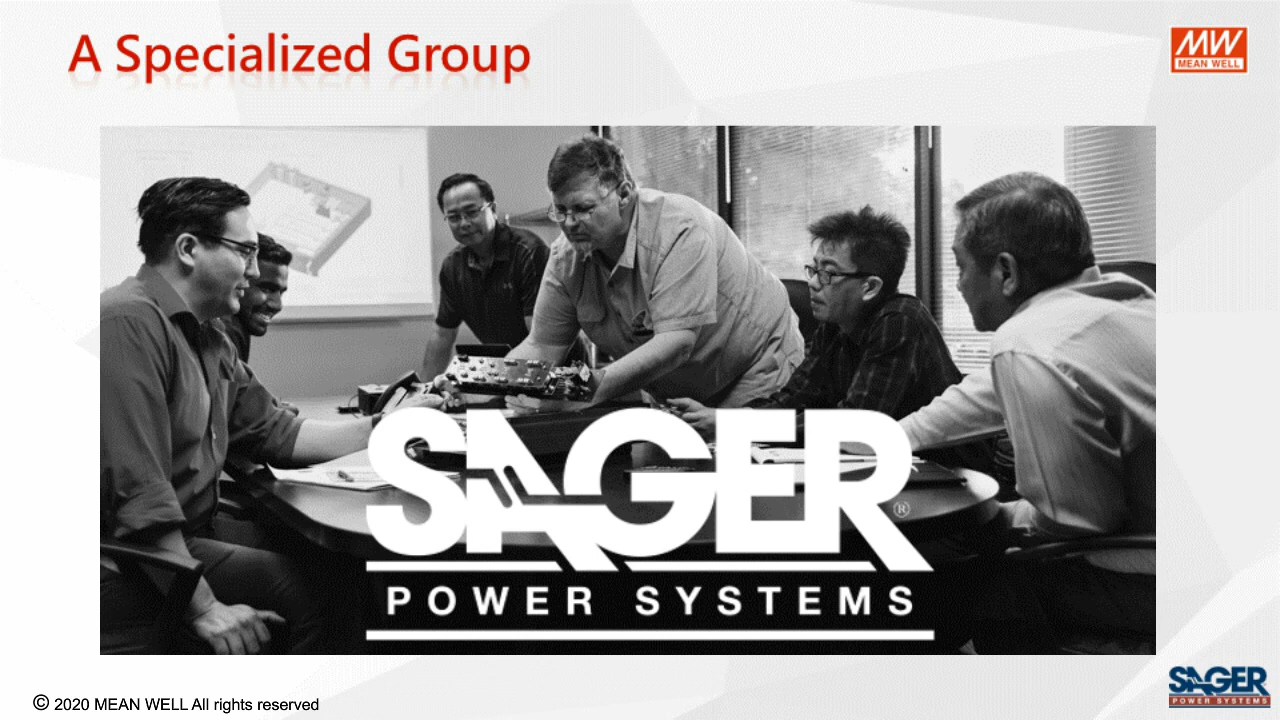 A Specialized Group
MW
MEAN WELL
SAGER®
POWER SYSTEMS
© 2020 MEAN WELL All rights reserved
SAGER
POWER SYSTEMS